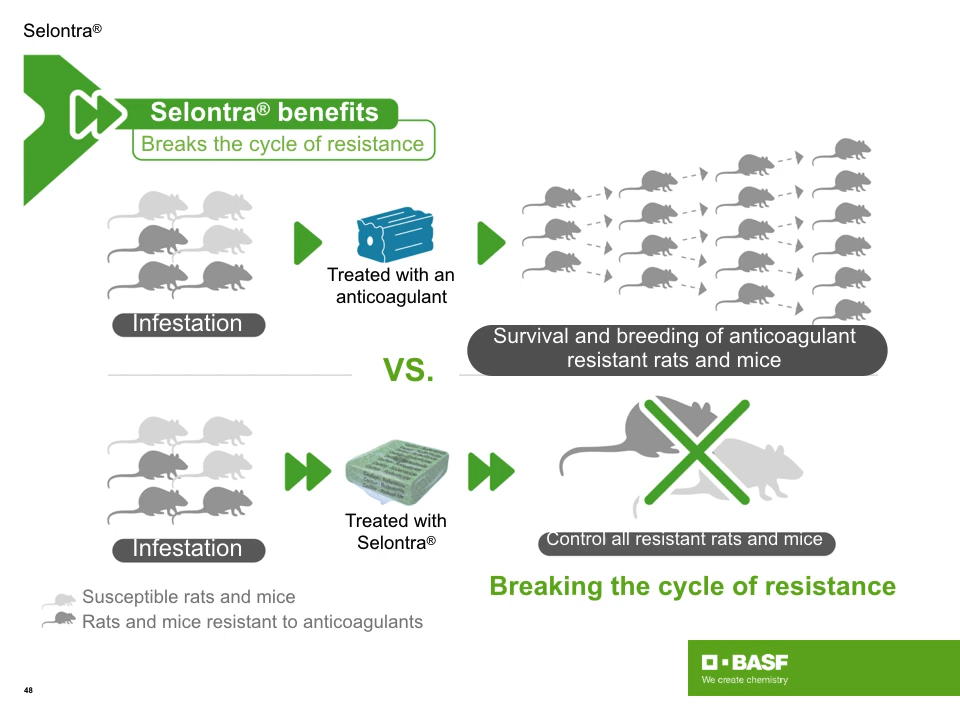 Selontra®
Selontra® benefits
Breaks the cycle of resistance
Treated with an
anticoagulant
Infestation
Survival and breeding of anticoagulant
resistant rats and mice
VS.
Treated with
Selontra®
Infestation
Control all resistant rats and mice
Breaking the cycle of resistance
Susceptible rats and mice
Rats and mice resistant to anticoagulants
BASF
We create chemistry
48